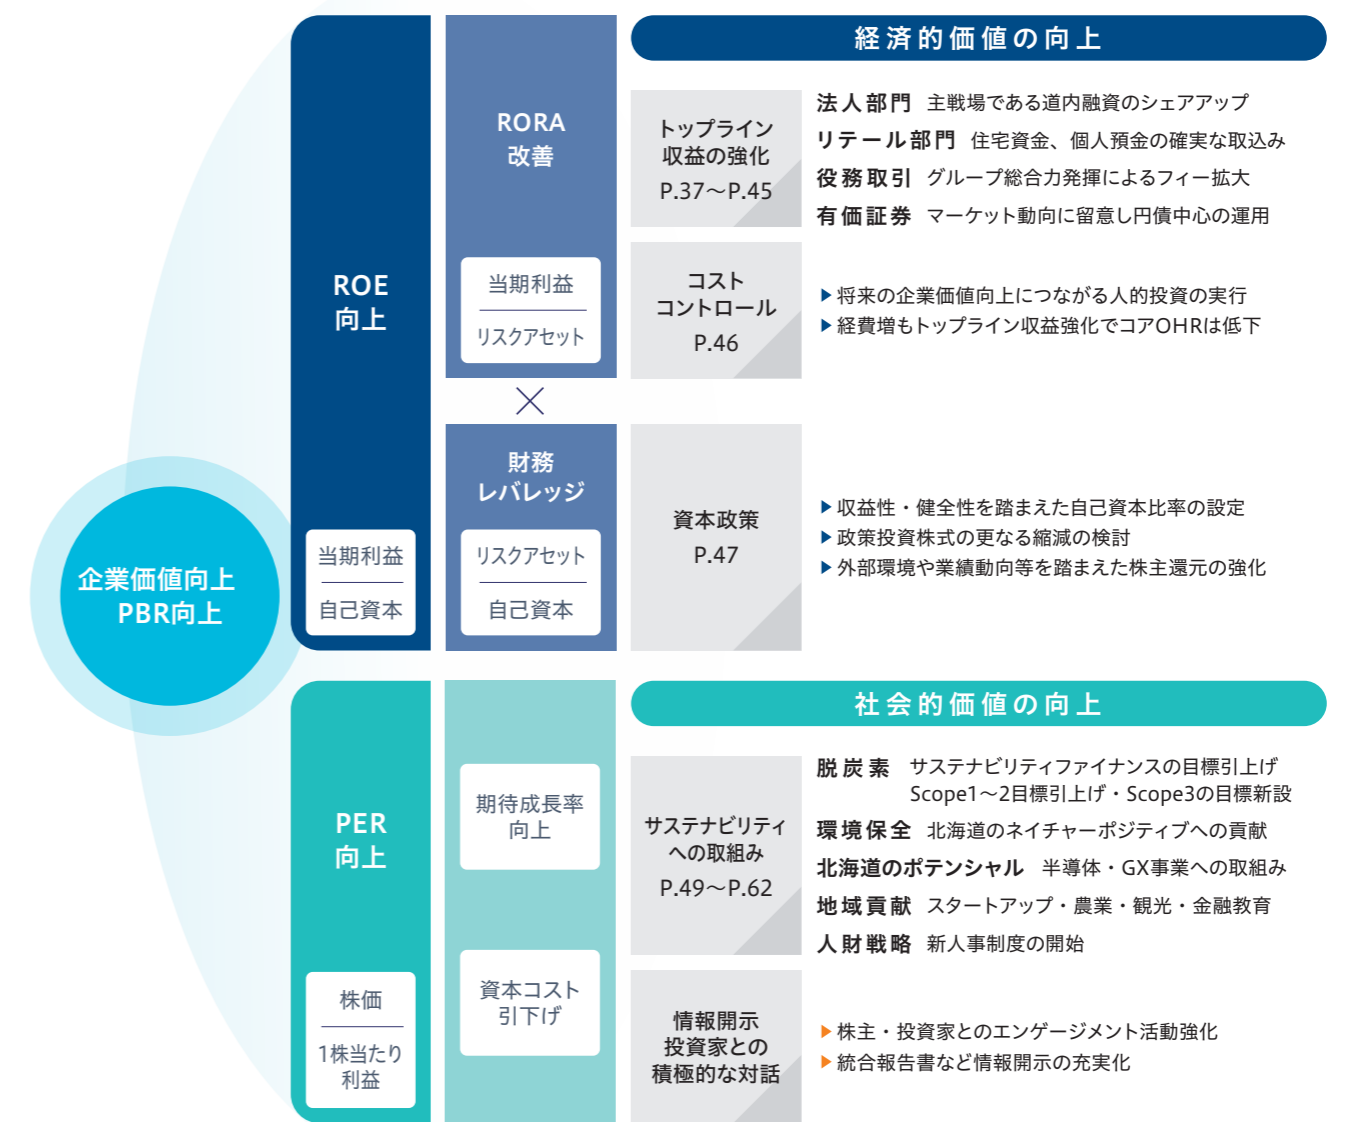 企業価値向上
PBR向上
ROE
向上
当期利益
自己資本
RORA
改善
当期利益
リスクアセット
×
財務
レバレッジ
リスクアセット
自己資本
経済的価値の向上
トップライン
収益の強化
P.37～P.45
法人部門 主戦場である道内融資のシェアアップ
リテール部門 住宅資金、個人預金の確実な取込み
役務取引 グループ総合力発揮によるフィー拡大
有価証券 マーケット動向に留意し円債中心の運用
コスト
コントロール
P.46
▶将来の企業価値向上につながる人的投資の実行
▶経費増もトップライン収益強化でコアOHRは低下
資本政策
P.47
▶収益性・健全性を踏まえた自己資本比率の設定
▶政策投資株式の更なる縮減の検討
▶外部環境や業績動向等を踏まえた株主還元の強化
PER
向上
株価
1株当たり
利益
期待成長率
向上
資本コスト
引下げ
社会的価値の向上
サステナビリティ
への取組み
P.49～P.62
脱炭素 サステナビリティファイナンスの目標引上げ
Scope1～2目標引上げ・Scope3の目標新設
環境保全 北海道のネイチャーポジティブへの貢献
北海道のポテンシャル 半導体・GX事業への取組み
地域貢献 スタートアップ・農業・観光・金融教育
人財戦略 新人事制度の開始
情報開示
投資家との
積極的な対話
▶株主・投資家とのエンゲージメント活動強化
▶統合報告書など情報開示の充実化